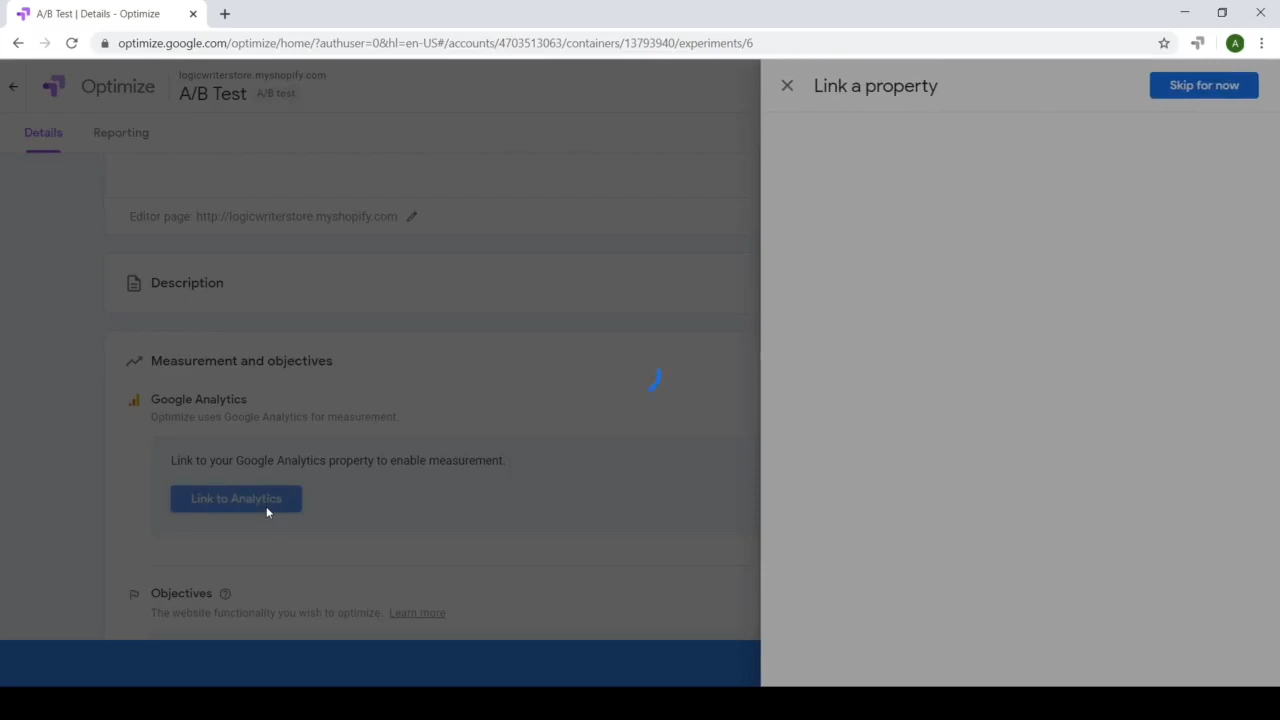 A/B Test | Details - Optimize
optimize.google.com/optimize/home/?authuser=0&hl=en-US#/accounts/4703513063/containers/13793940/experiments/6
A
Optimize
logicwriterstore.myshopify.com
A/B Test A/B test
Link a property
Skip for now
Details
Reporting
Editor page: http://logicwriterstore.myshopify.com
Description
Measurement and objectives
Google Analytics
Optimize uses Google Analytics for measurement.
Link to your Google Analytics property to enable measurement.
Link to Analytics
Objectives
The website functionality you wish to optimize. Learn more